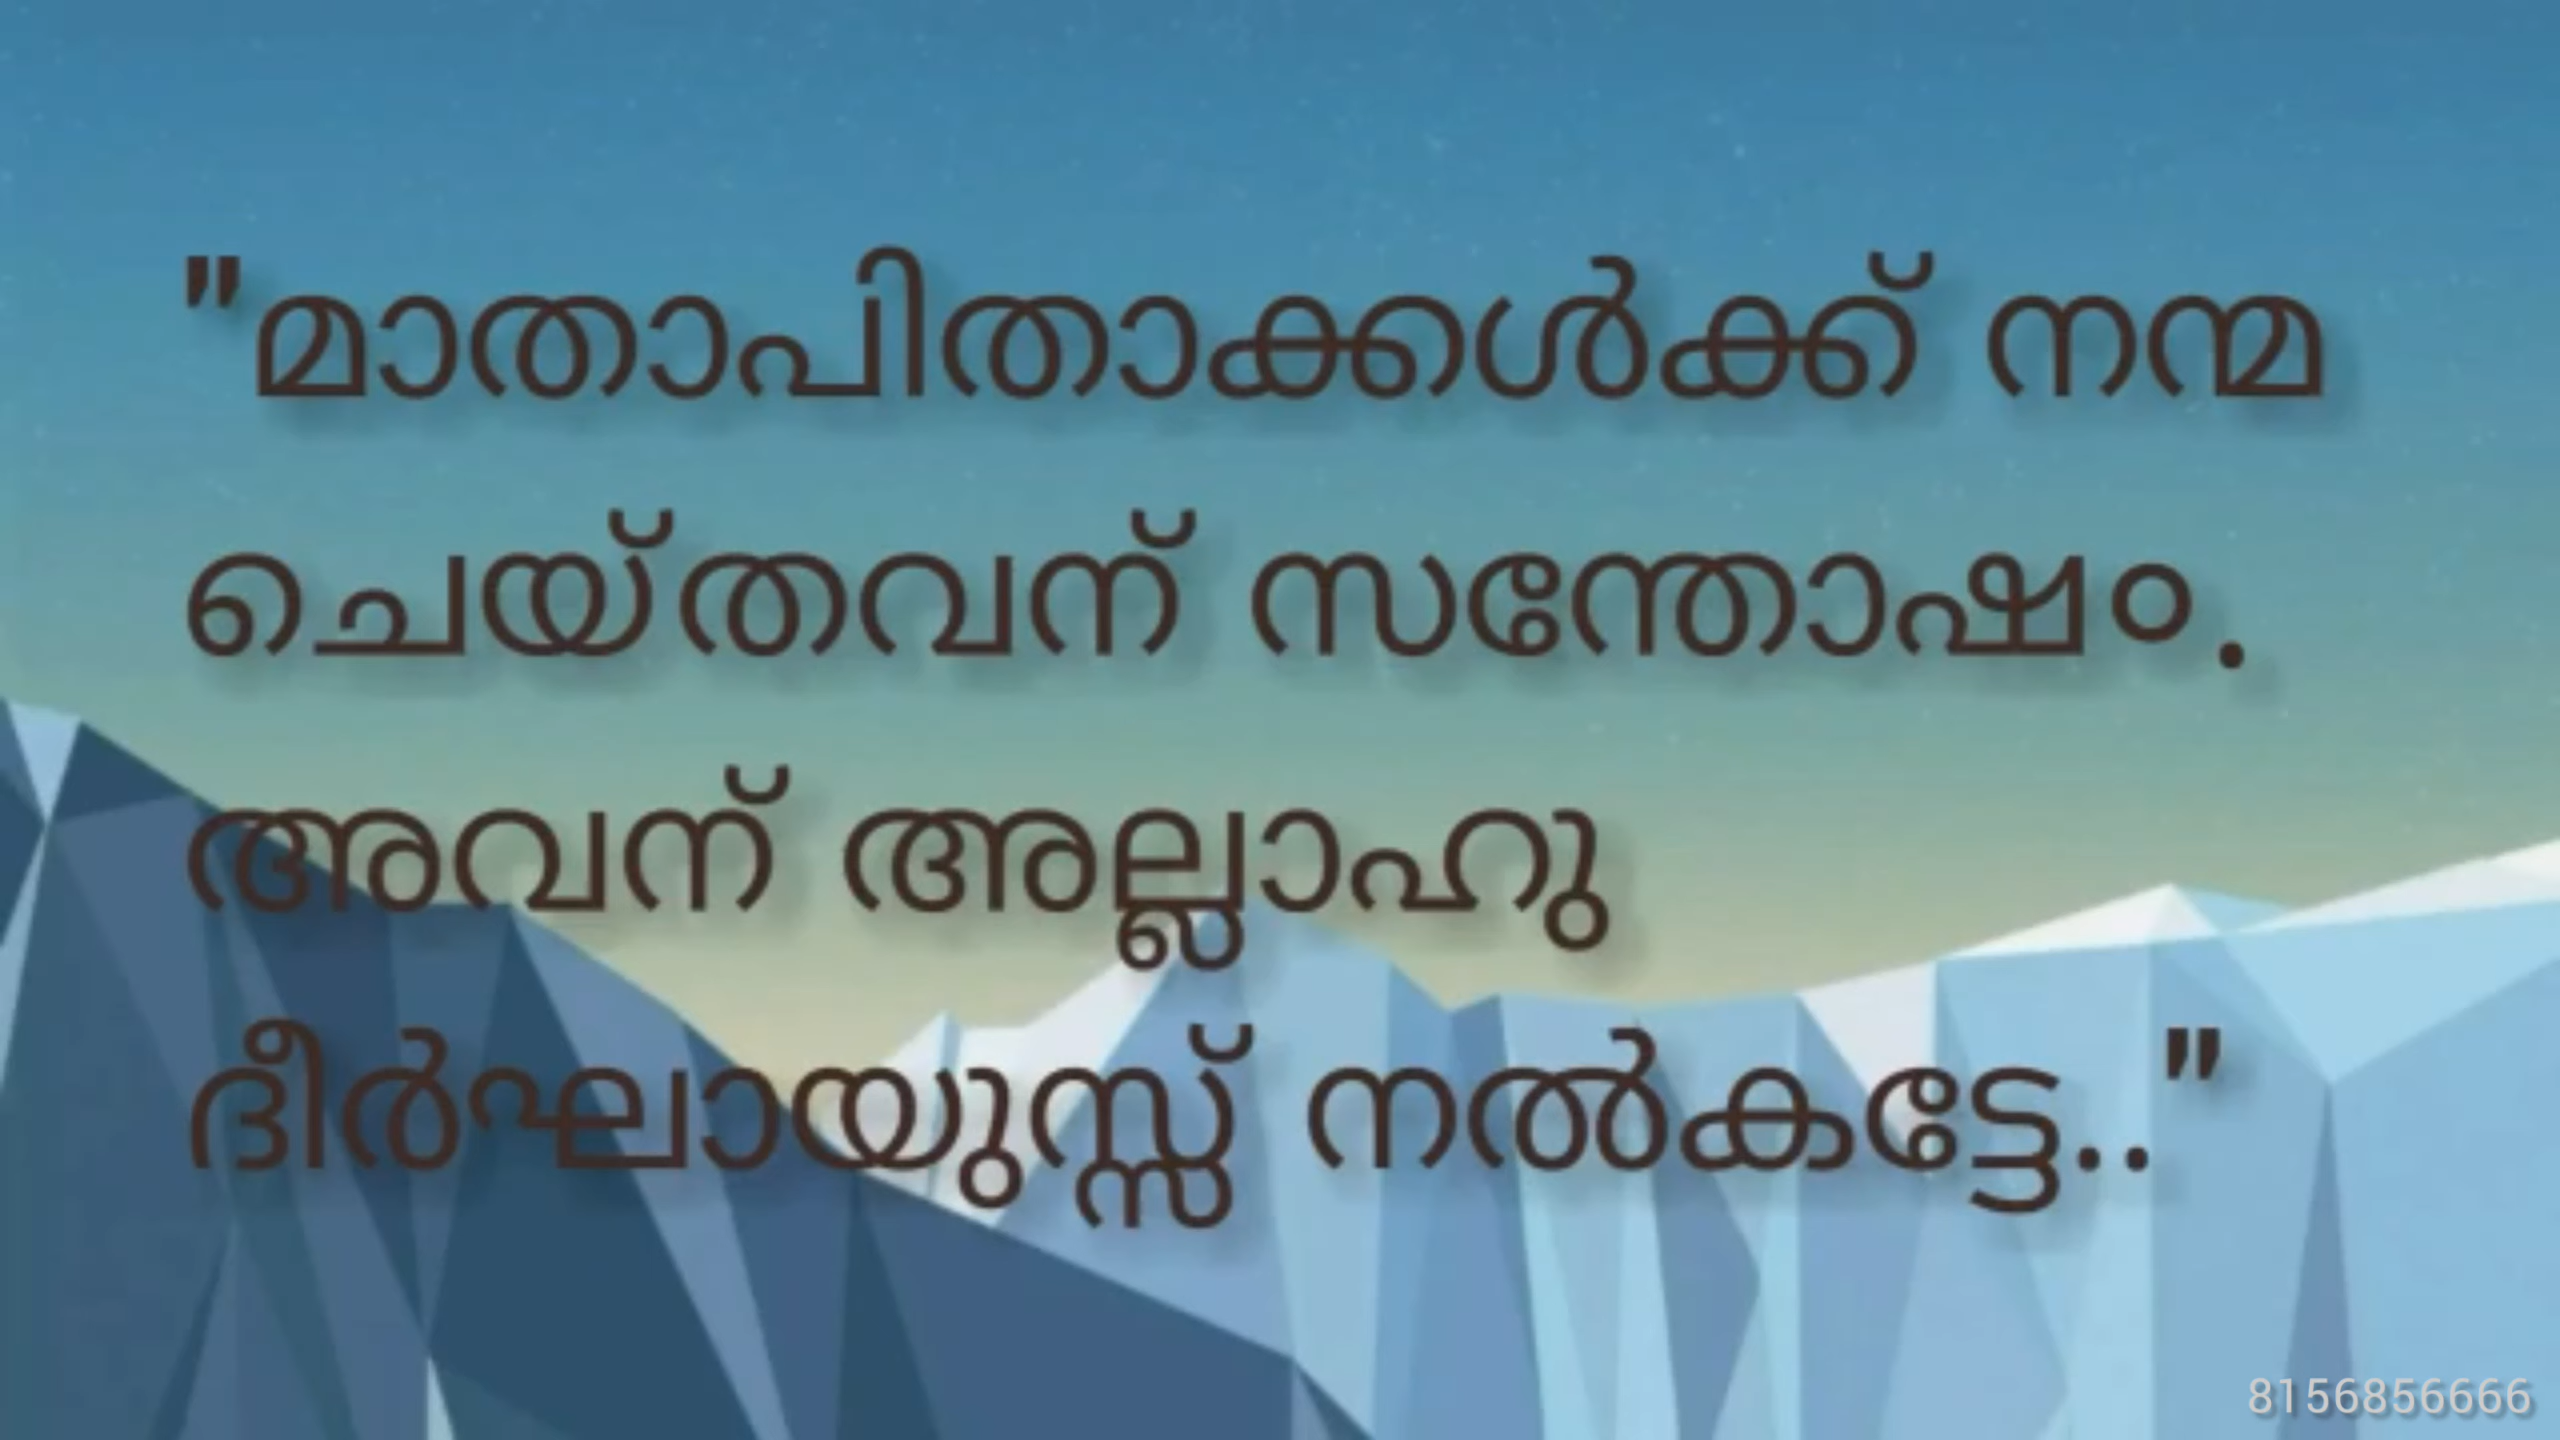 "മാതാപിതാക്കൾക്ക് നന്മ
ചെയ്തവന് സന്തോഷം.
അവന് അല്ലാഹു
ദീർഘായുസ്സ് നൽകട്ടേ.."
8156856666